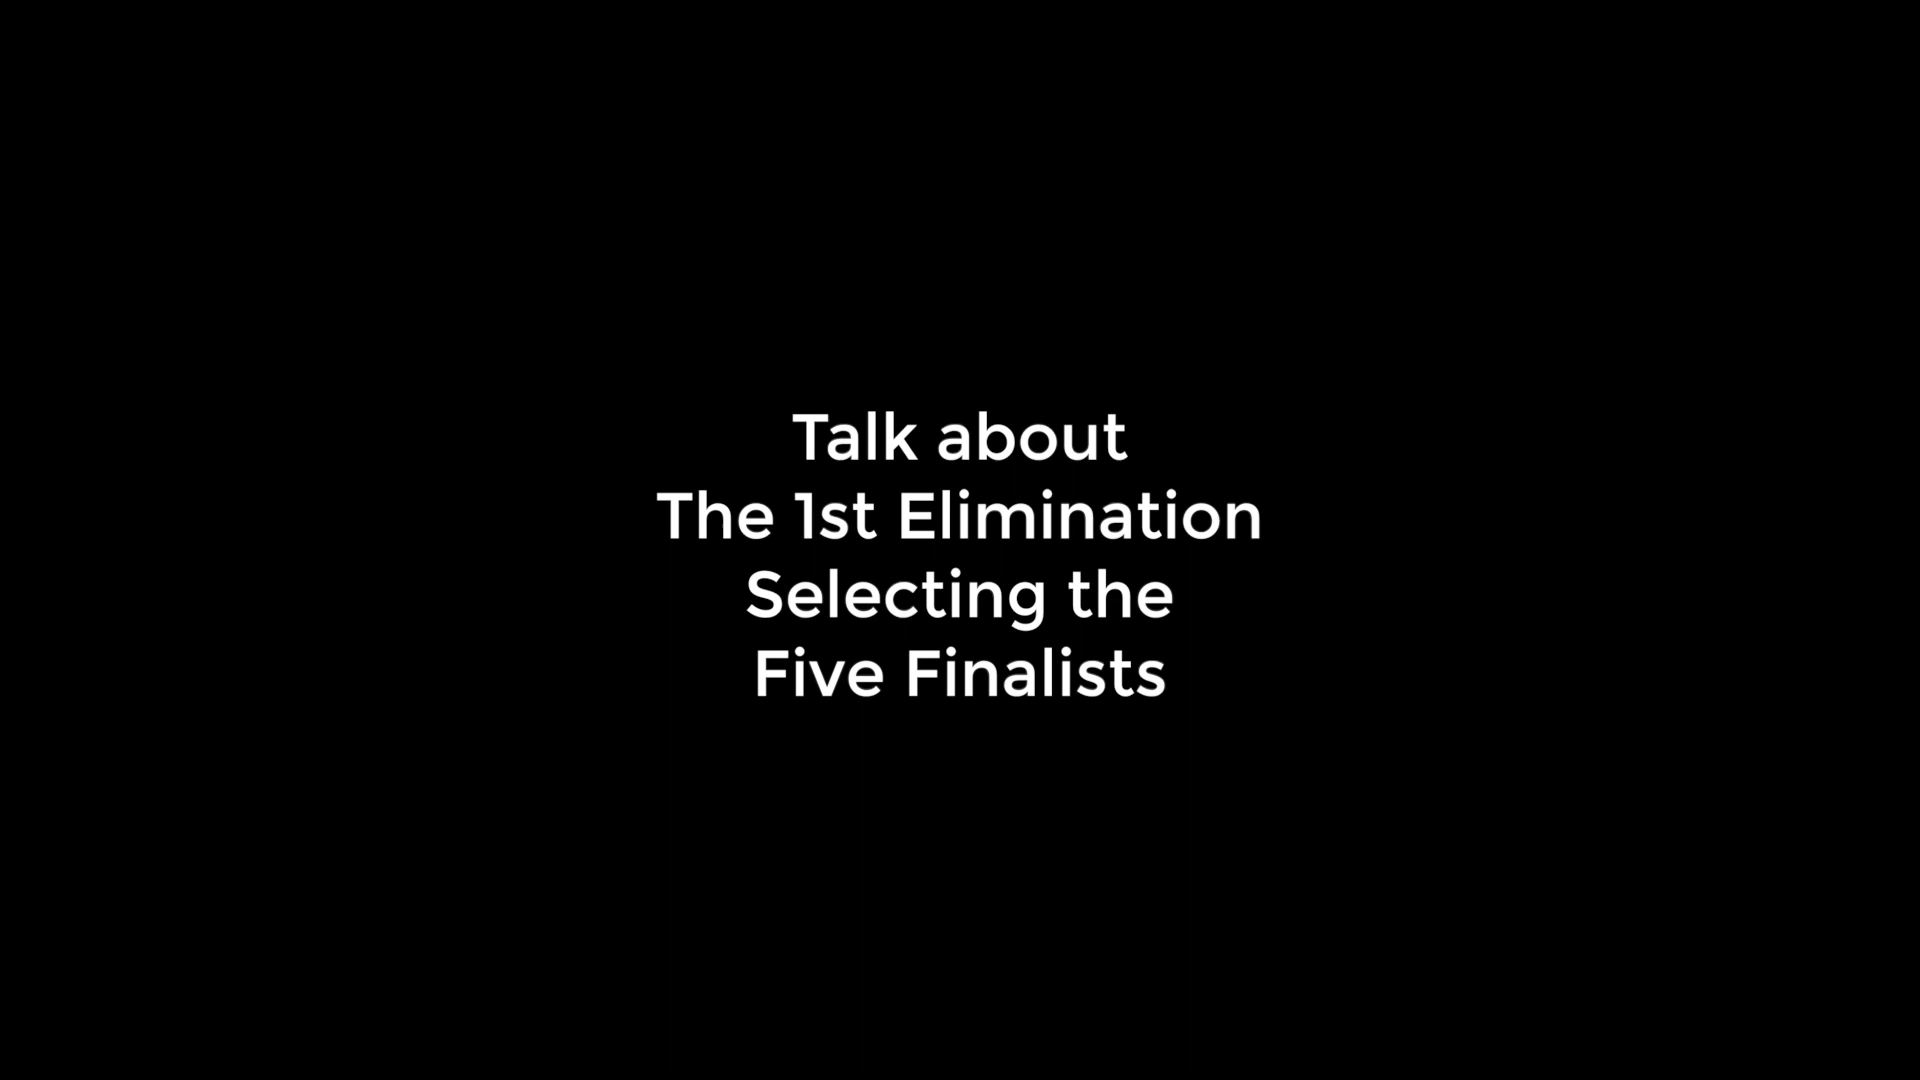 Talk about
The 1st Elimination
Selecting the
Five Finalists